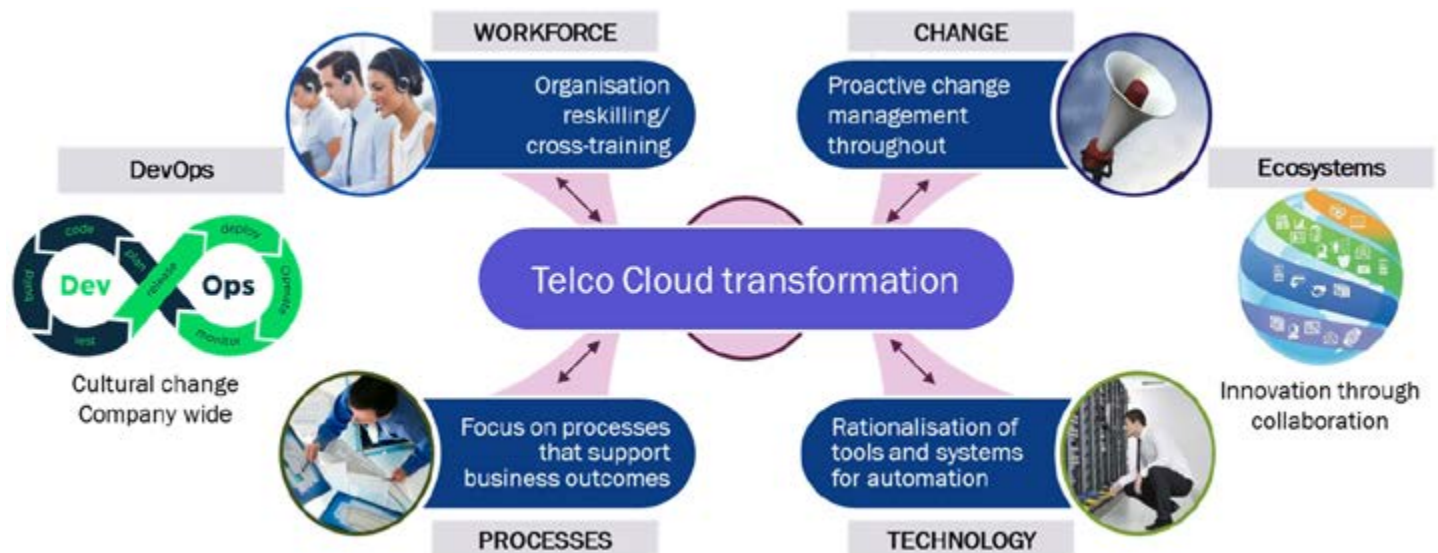 WORKFORCE
CHANGE
Organisation
reskilling/
cross-training
Proactive change
management
throughout
DevOps
Ecosystems
code
plan
build
test
Dev
release
deploy
Operate
monitor
Ops
Telco Cloud transformation
Cultural change
Company wide
Innovation through
collaboration
Focus on processes
that support
business outcomes
Rationalisation of
tools and systems
for automation
PROCESSES
TECHNOLOGY